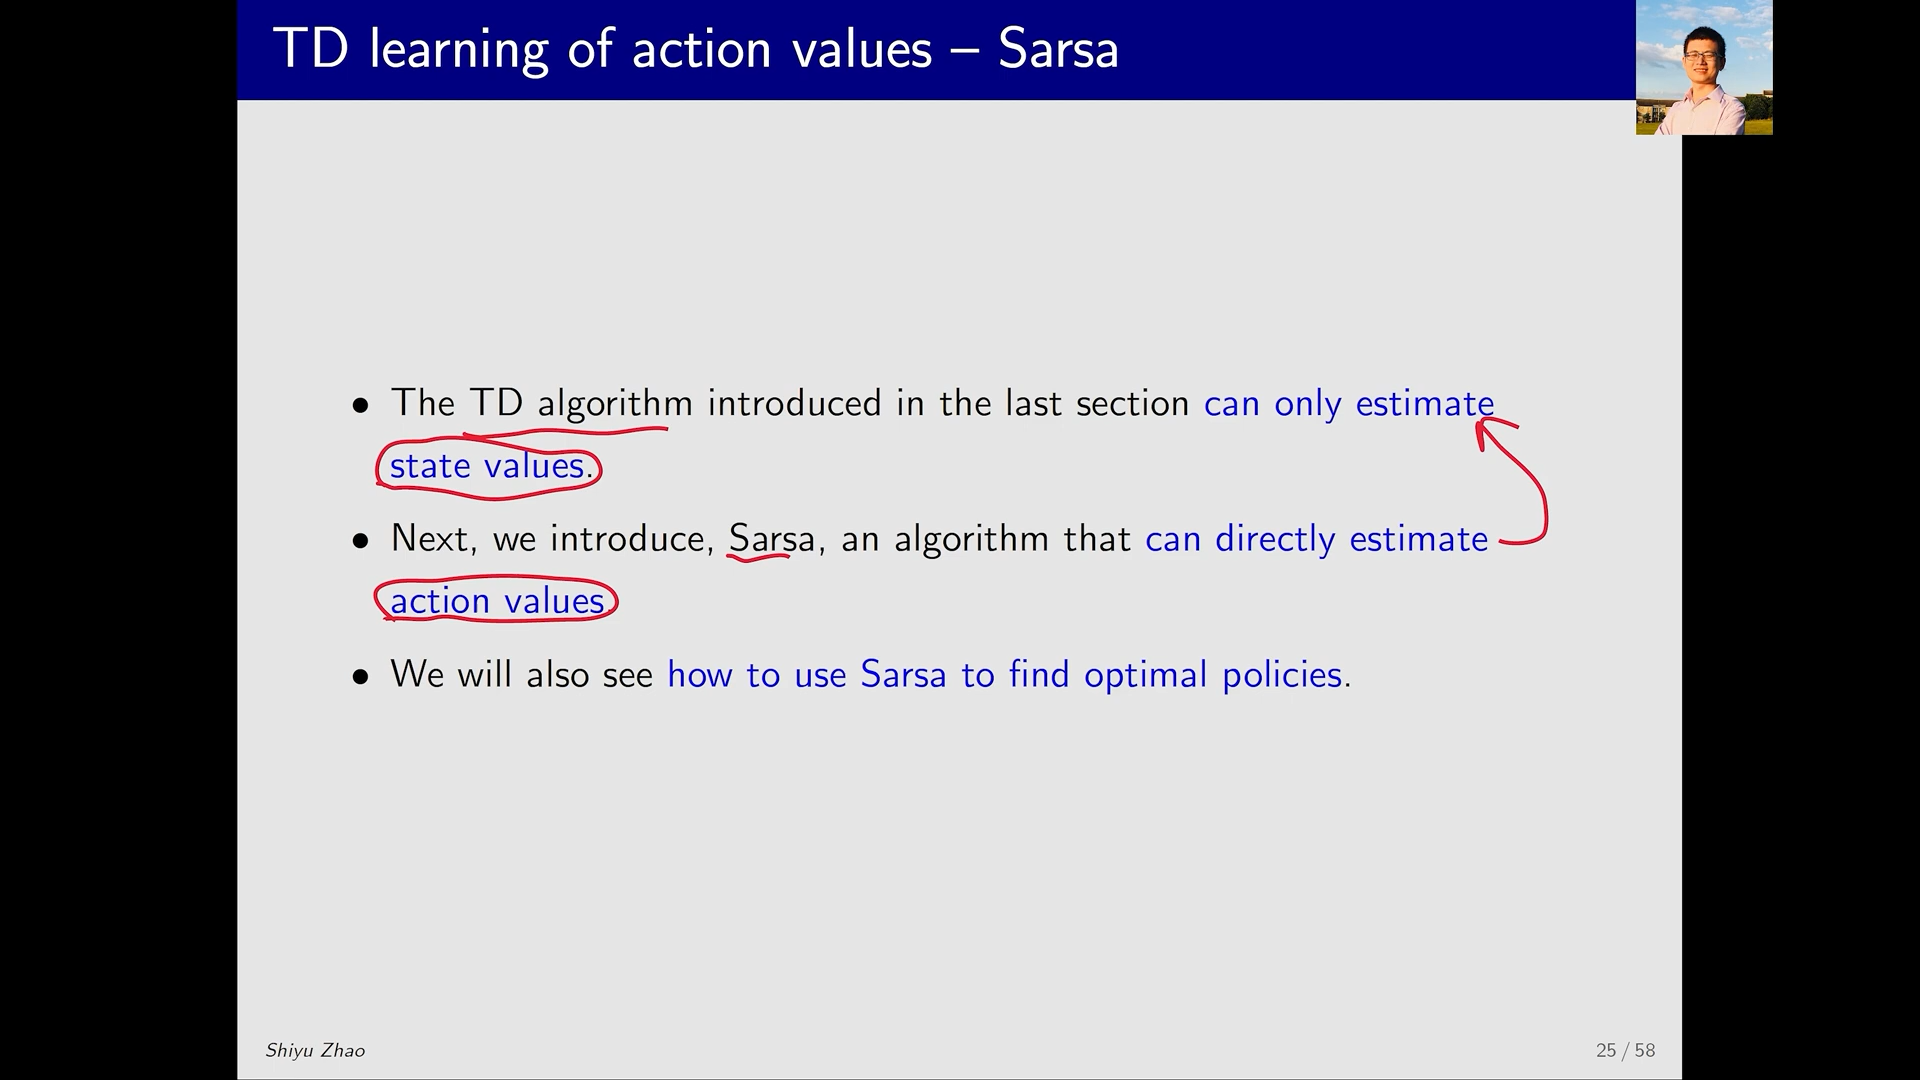 TD learning of action values – Sarsa
• The TD algorithm introduced in the last section can only estimate
state values.
• Next, we introduce, Sarsa, an algorithm that can directly estimate
action values.
• We will also see how to use Sarsa to find optimal policies.
Shiyu Zhao
25 / 58